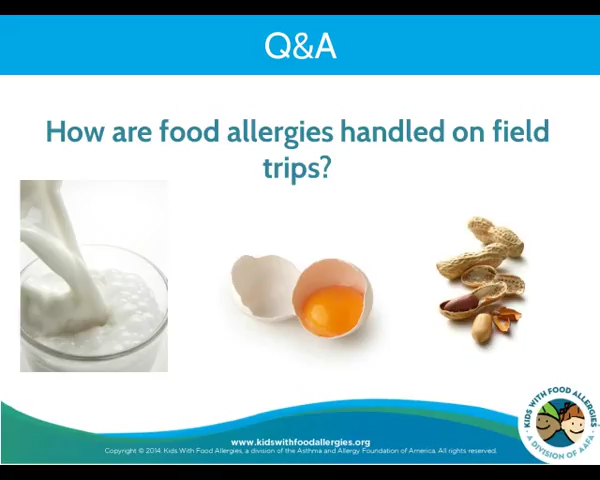 Q&A
How are food allergies handled on field
trips?
KIDS WITH FOOD ALLERGIES
A DIVISION OF AAFA
www.kidswithfoodallergies.org
Copyright © 2014. Kids With Food Allergies, a division of the Asthma and Allergy Foundation of America. All rights reserved.